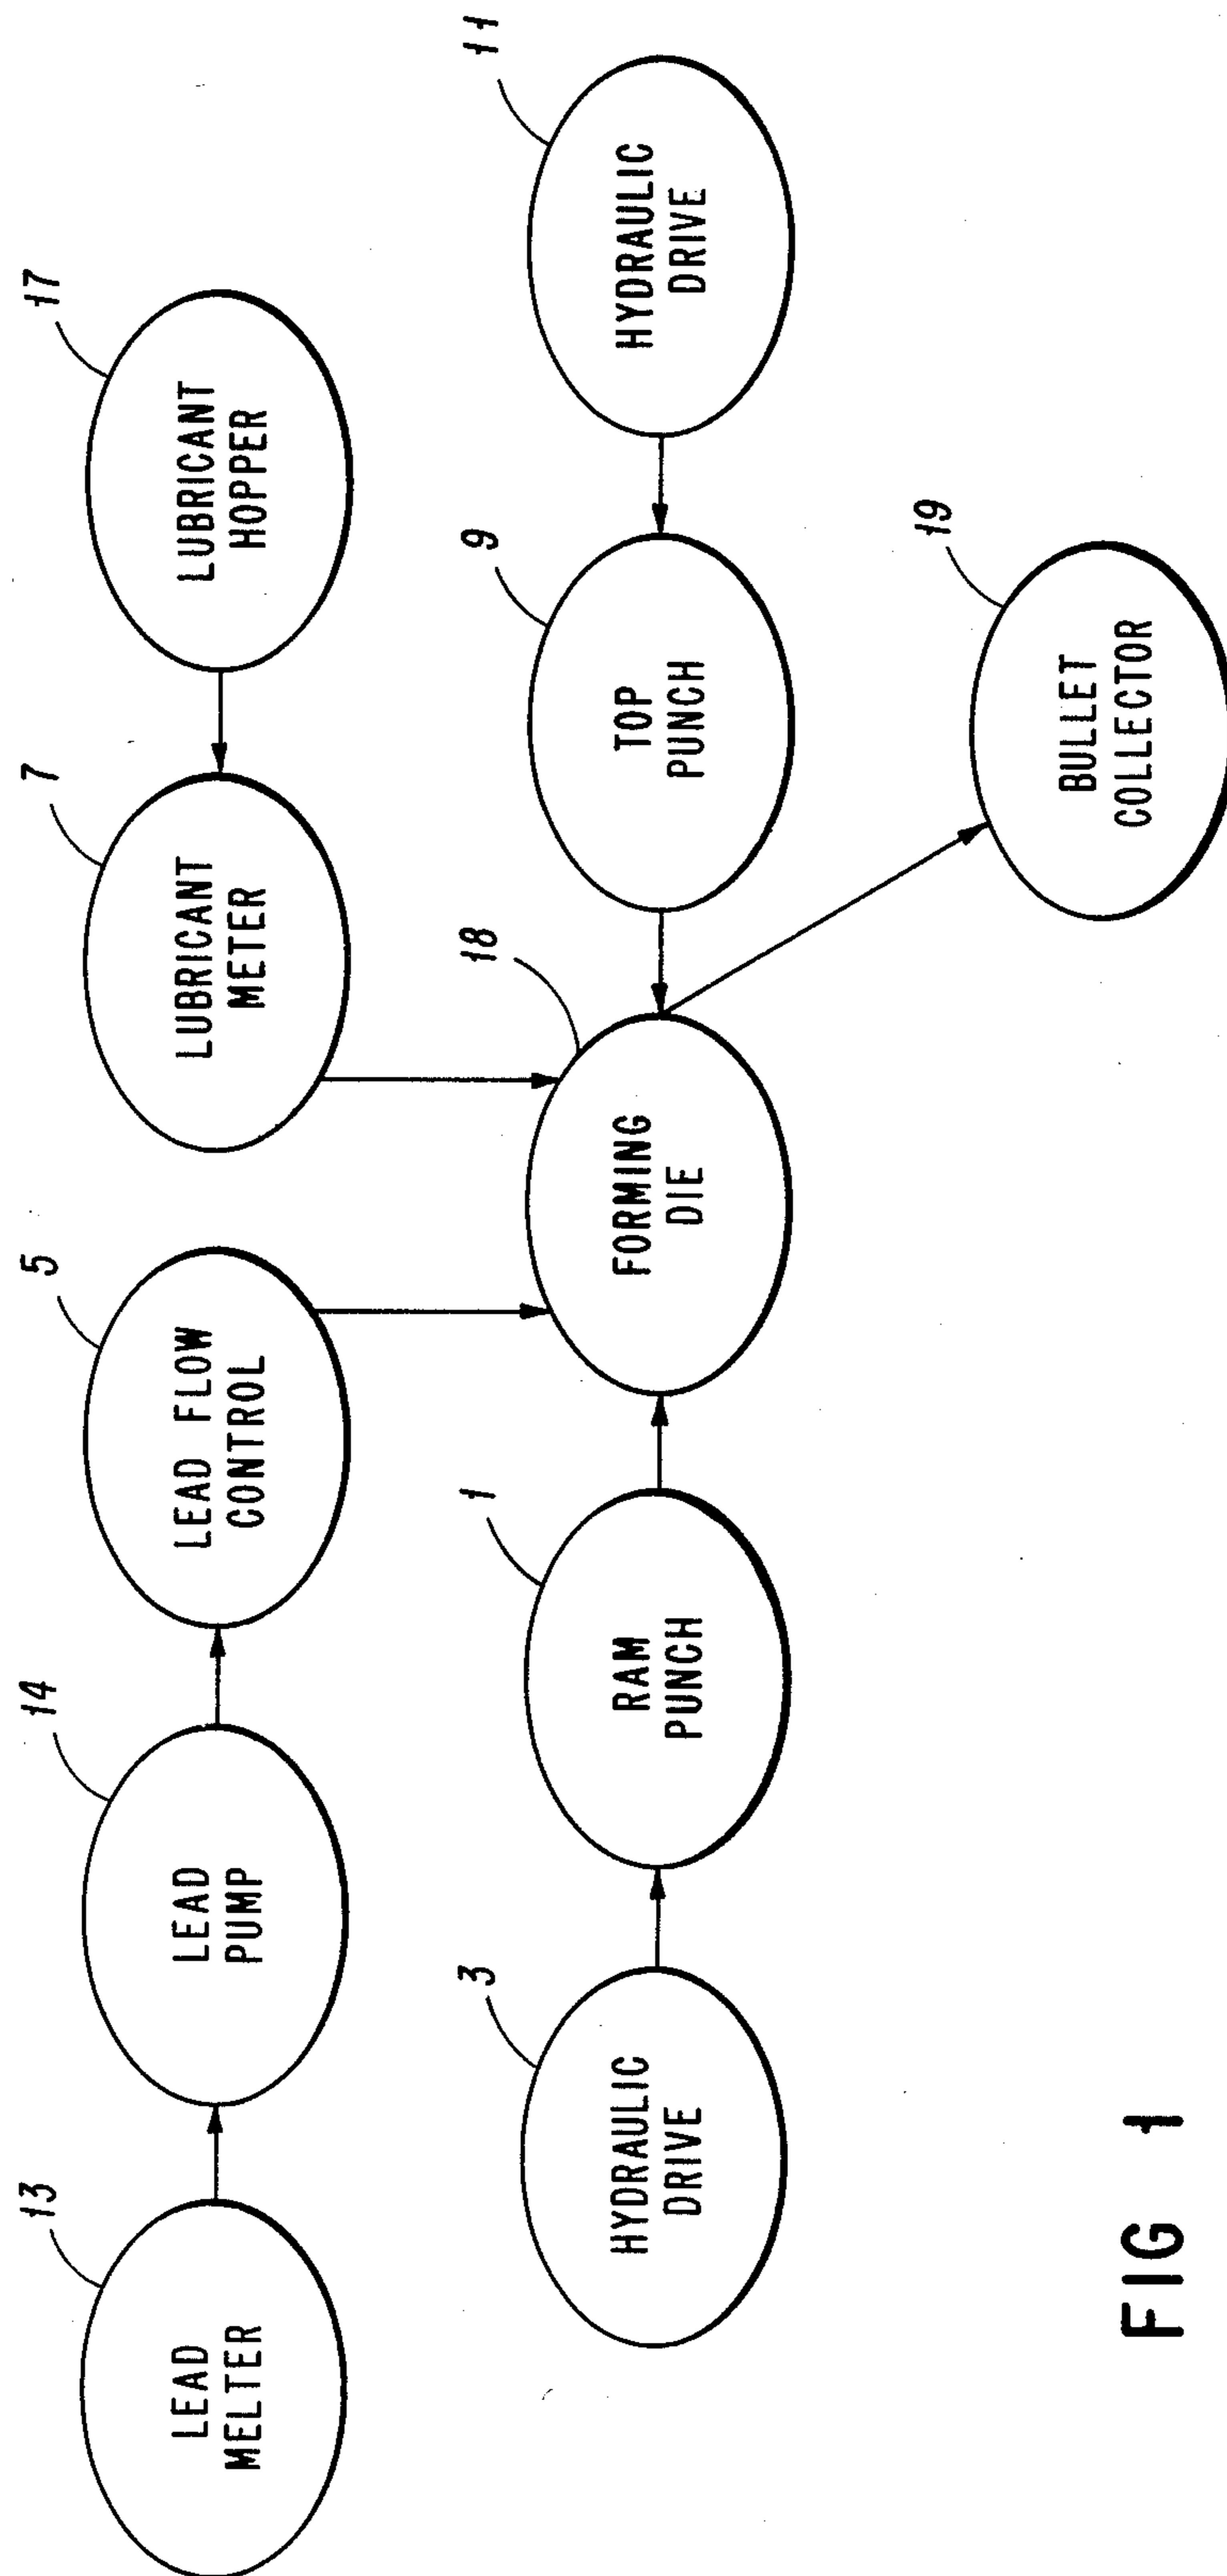 13
LEAD
MELTER
14
LEAD
PUMP
5
LEAD FLOW
CONTROL
7
LUBRICANT
METER
17
LUBRICANT
HOPPER
3
HYDRAULIC
DRIVE
1
RAM
PUNCH
18
FORMING
DIE
9
TOP
PUNCH
11
HYDRAULIC
DRIVE
19
BULLET
COLLECTOR
FIG 1